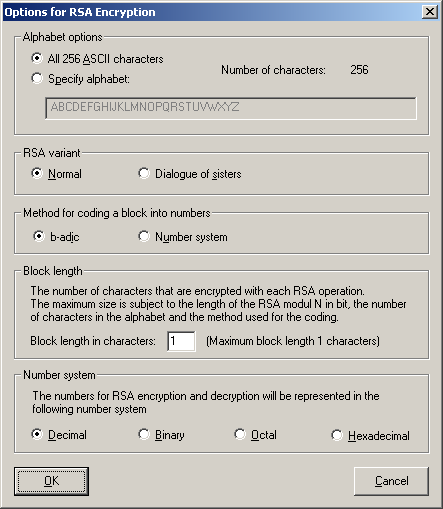 Options for RSA Encryption
Alphabet options
All 256 ASCII characters
Number of characters: 256
Specify alphabet:
ABCDEFGHIJKLMNOPQRSTUVWXYZ
RSA variant
Normal Dialogue of sisters
Method for coding a block into numbers
b-adic Number system
Block length
The number of characters that are encrypted with each RSA operation.
The maximum size is subject to the length of the RSA modul N in bit, the number
of characters in the alphabet and the method used for the coding.
Block length in characters: 1 (Maximum block length 1 characters)
Number system
The numbers for RSA encryption and decryption will be represented in the
following number system
Decimal Binary Octal Hexadecimal
OK Cancel